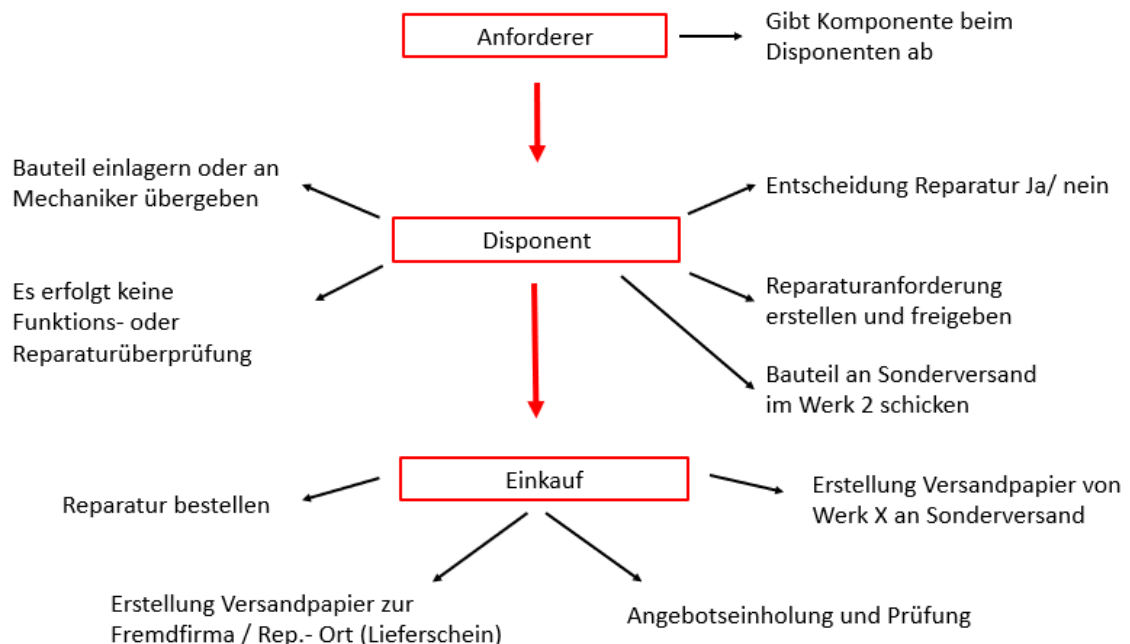 Anforderer
Gibt Komponente beim
Disponenten ab
Bauteil einlagern oder an
Mechaniker übergeben
Entscheidung Reparatur Ja/ nein
Disponent
Es erfolgt keine
Funktions- oder
Reparaturüberprüfung
Reparaturanforderung
erstellen und freigeben
Bauteil an Sonderversand
im Werk 2 schicken
Einkauf
Reparatur bestellen
Erstellung Versandpapier von
Werk X an Sonderversand
Erstellung Versandpapier zur
Fremdfirma / Rep.- Ort (Lieferschein)
Angebotseinholung und Prüfung